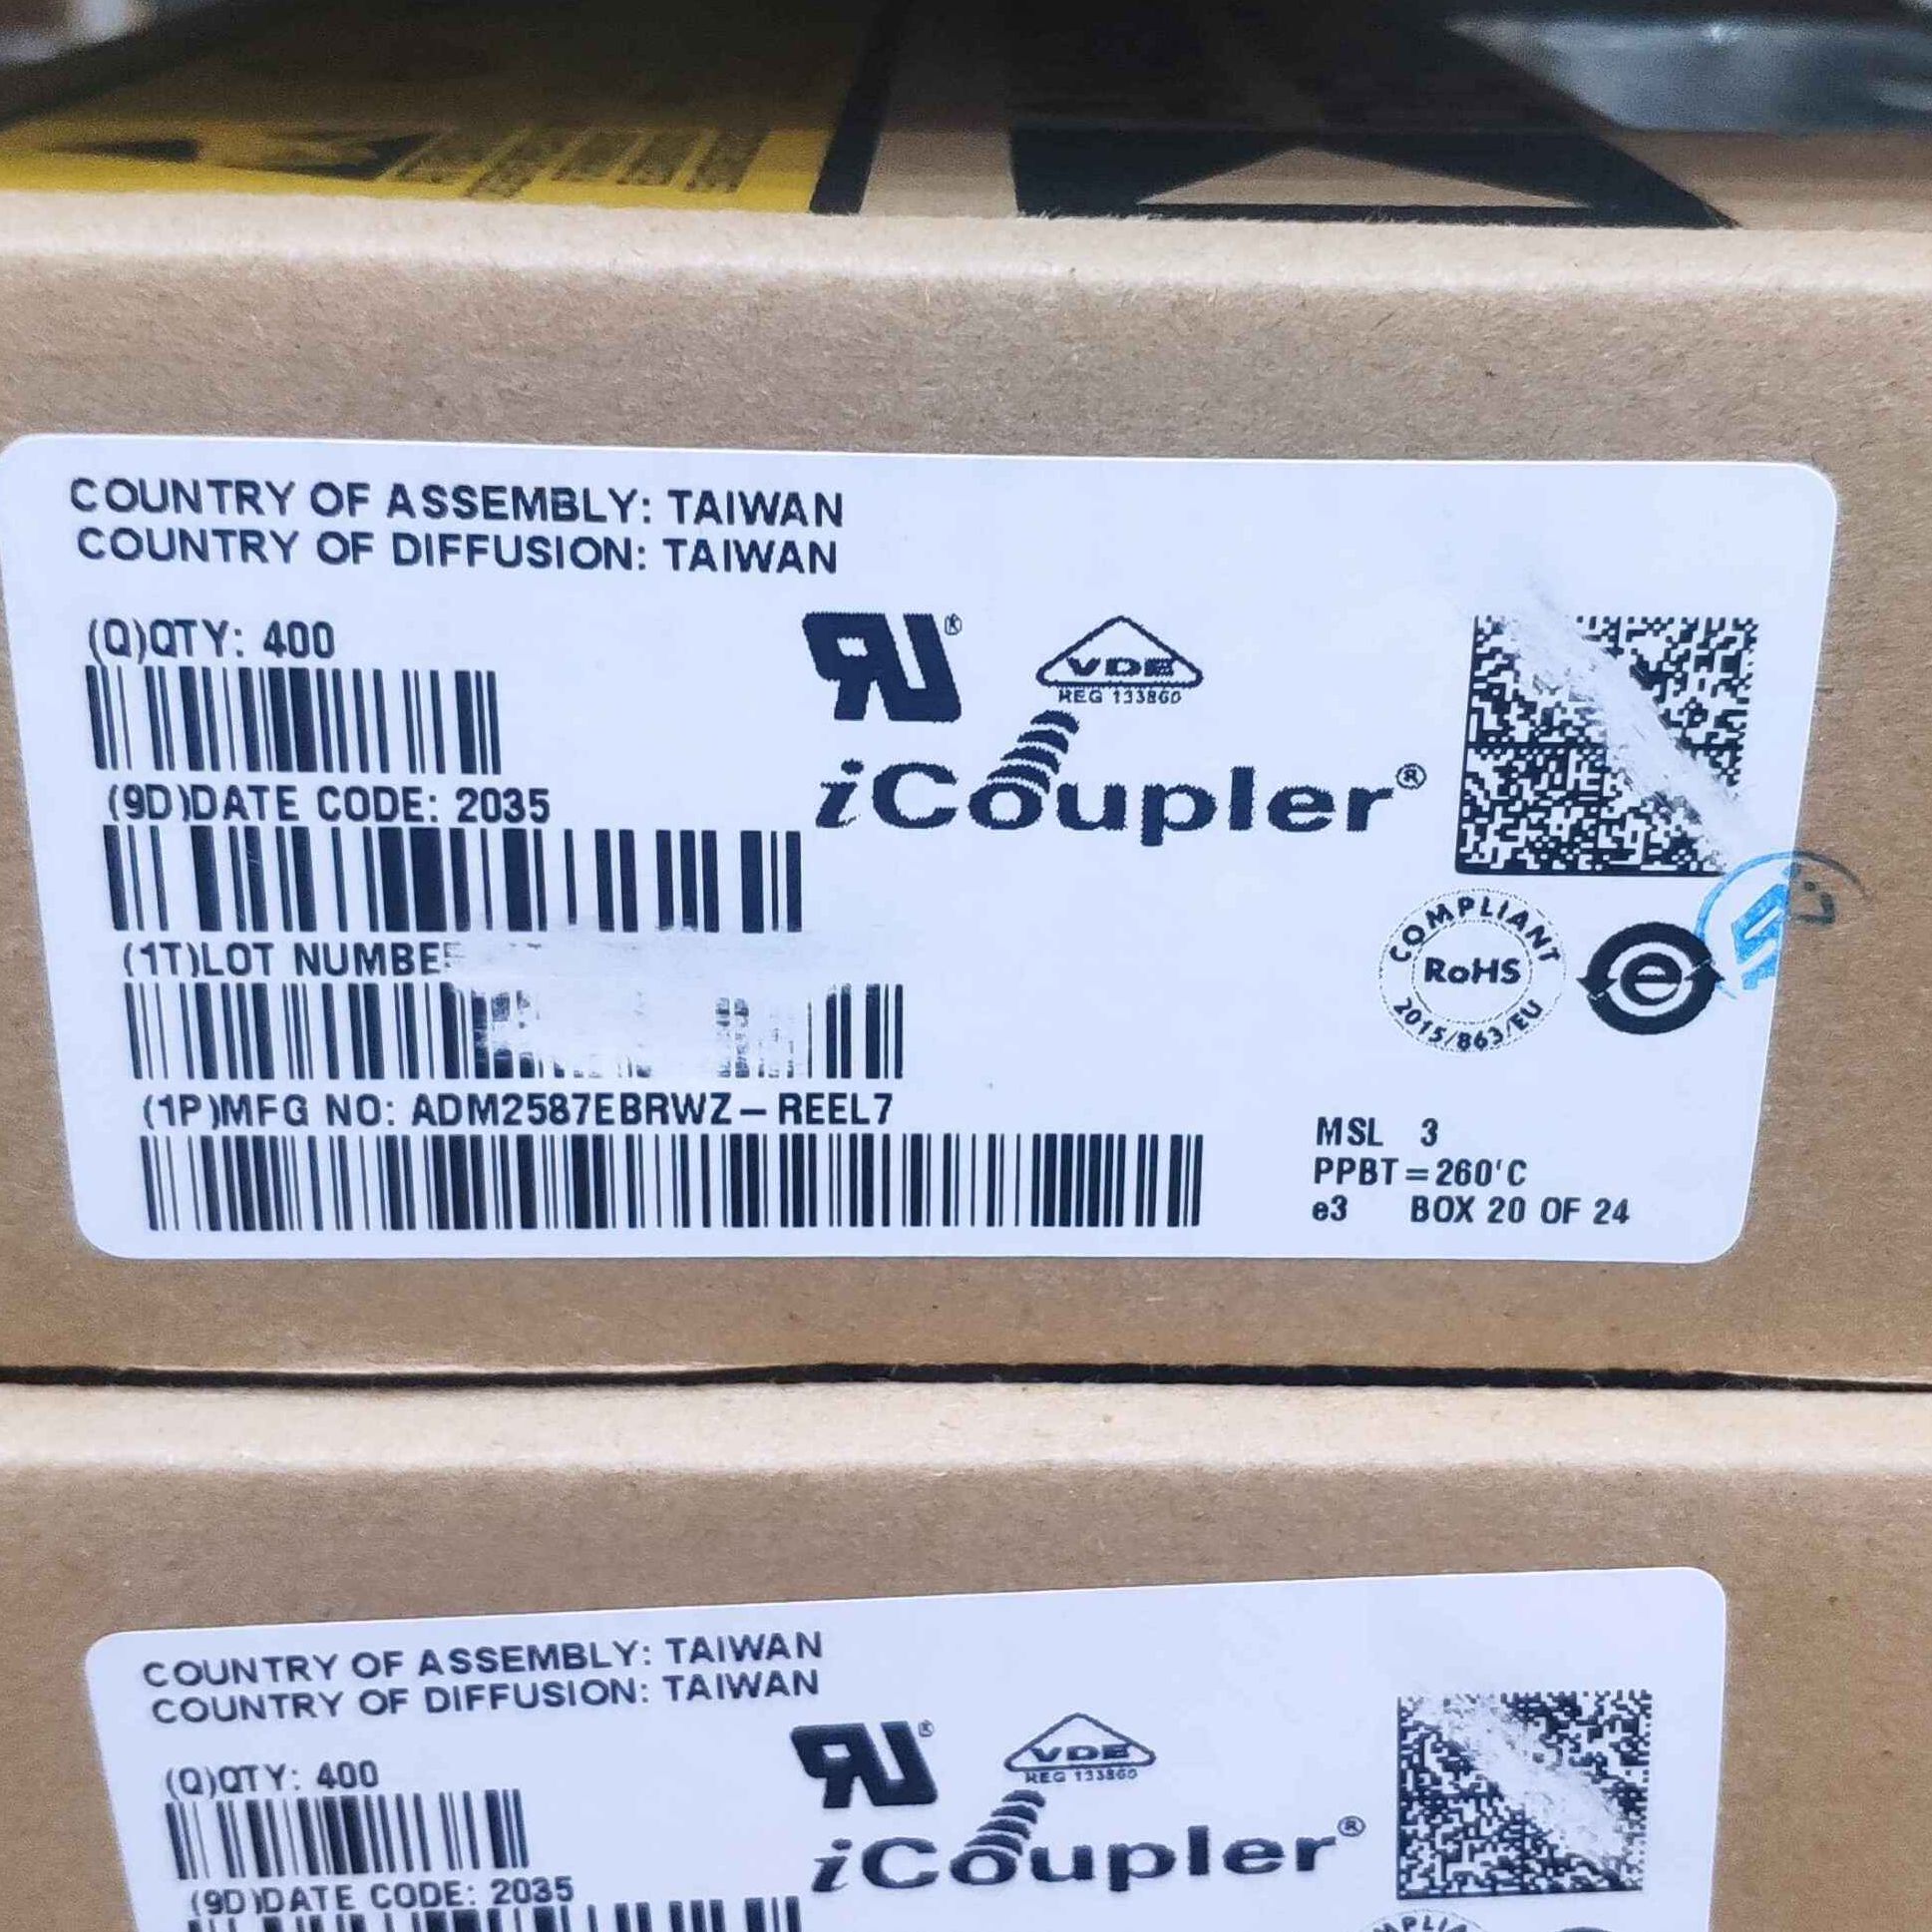 COUNTRY OF ASSEMBLY: TAIWAN
COUNTRY OF DIFFUSION: TAIWAN
(Q)QTY: 400
(9D)DATE CODE: 2035
(1T)LOT NUMBE
(1P)MFG NO: ADM2587EBRWZ-REEL7
RU®
VDE
REG 133860
iCoupler®
COMPLIANT
RoHS
2015/863/EU
e
MSL 3
PPBT=260'C
e3 BOX 20 OF 24
COUNTRY OF ASSEMBLY: TAIWAN
COUNTRY OF DIFFUSION: TAIWAN
(Q)QTY: 400
(9D)DATE CODE: 2035
RU®
VDE
REG 133860
iCoupler®